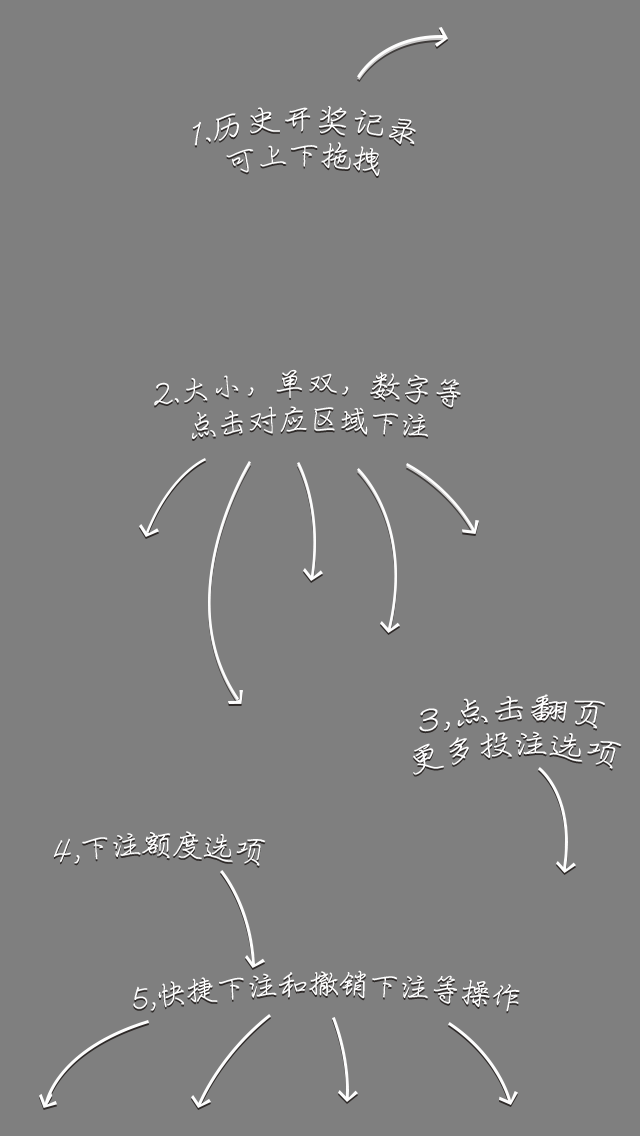 1.历史开奖记录
可上下拖拽
2.大小，单双，数字等
点击对应区域下注
3,点击翻页
更多投注选项
4,下注额度选项
5,快捷下注和撤销下注等操作